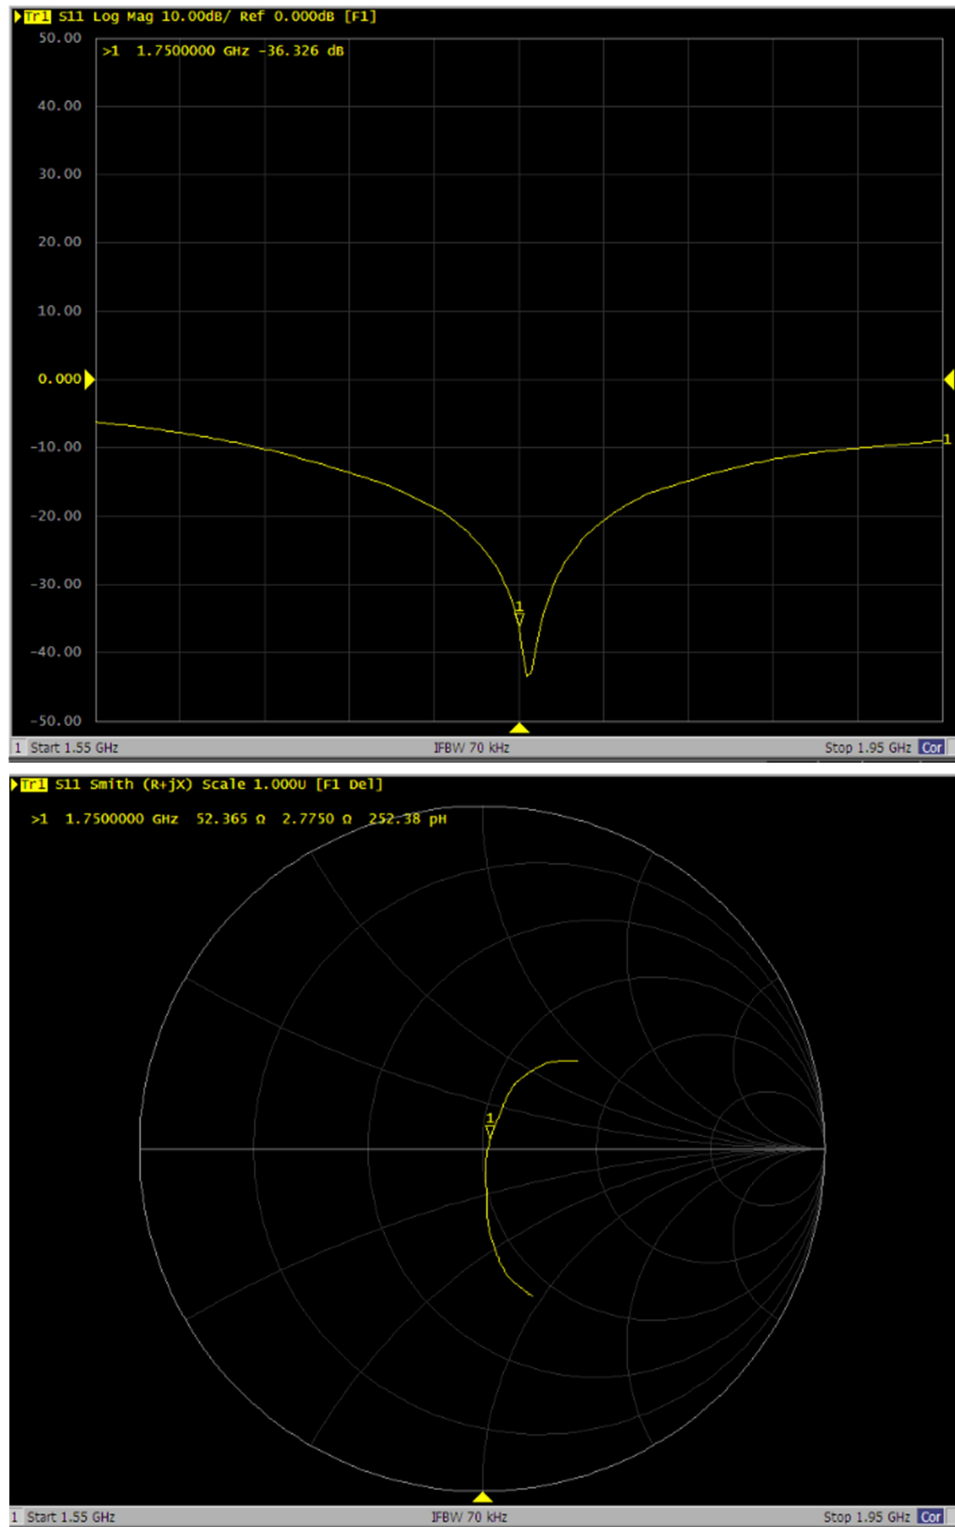 Tr1 S11 Log Mag 10.00dB/ Ref 0.000dB [F1]
50.00
>1 1.7500000 GHz -36.326 dB
40.00
30.00
20.00
10.00
0.000
-10.00
1
-20.00
-30.00
1
-40.00
-50.00
1 Start 1.55 GHz IFBW 70 kHz Stop 1.95 GHz Cor
Tr1 S11 Smith (R+jX) Scale 1.000U [F1 Del]
>1 1.7500000 GHz 52.365 Ω 2.7750 Ω 252.38 pH
1
1 Start 1.55 GHz IFBW 70 kHz Stop 1.95 GHz Cor